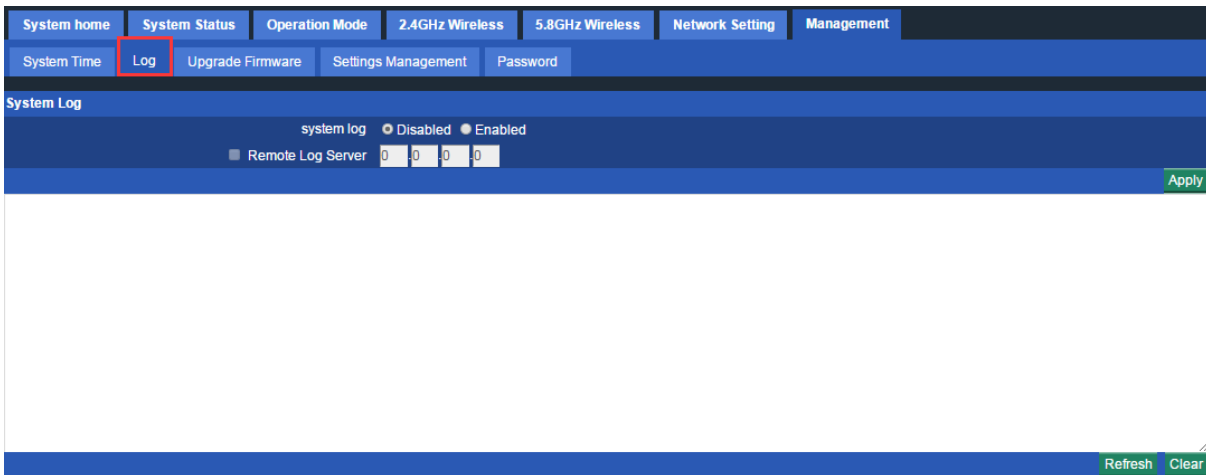 System home System Status Operation Mode 2.4GHz Wireless 5.8GHz Wireless Network Setting Management
System Time Log Upgrade Firmware Settings Management Password
System Log
system log Disabled Enabled
Remote Log Server 0 .0 .0 .0
Apply
Refresh Clear